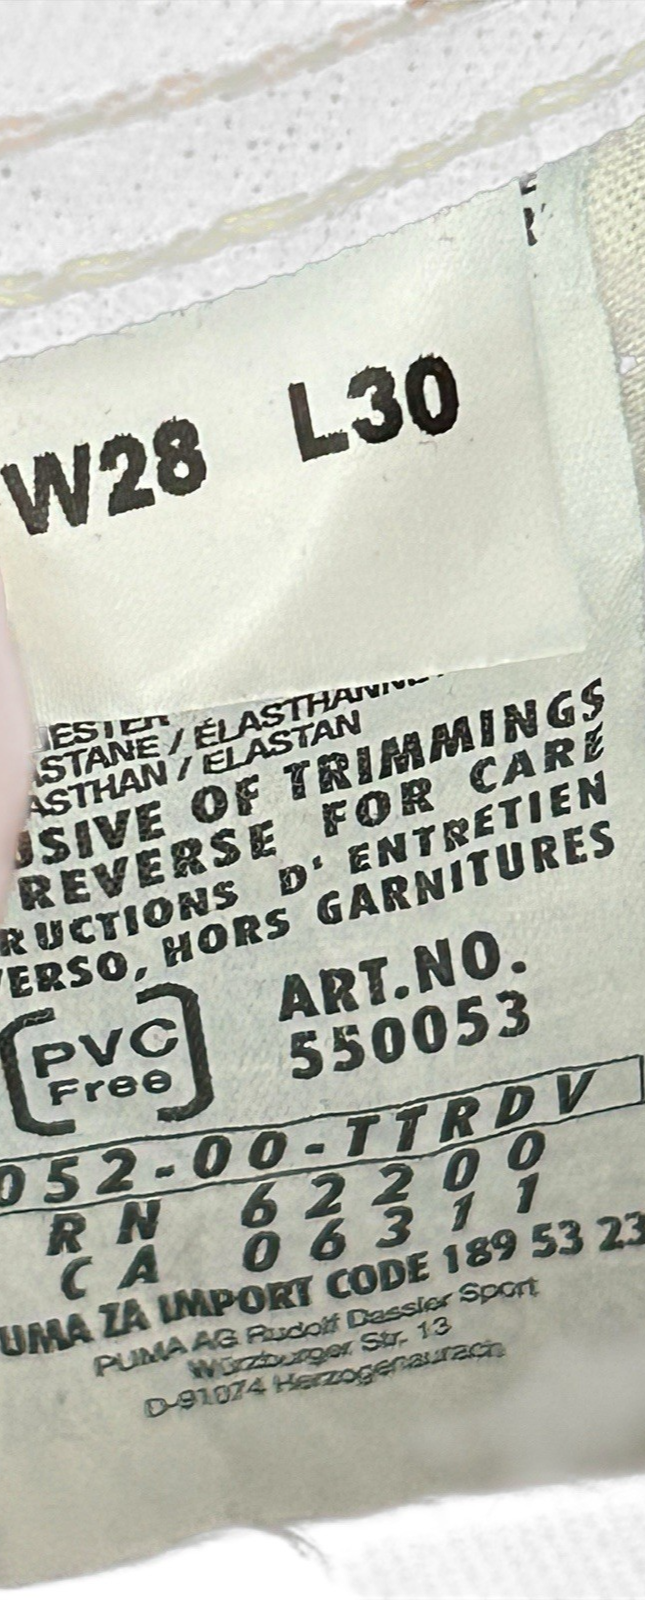 W28 L30
ASTANE / ÉLASTHANNE
ASTHAN / ELASTAN
USIVE OF TRIMMINGS
REVERSE FOR CARE
RUCTIONS D' ENTRETIEN
VERSO, HORS GARNITURES
PVC
Free
ART.NO.
550053
052-00-TTRDV
RN 62200
CA 06311
UMA ZA IMPORT CODE 189 53 23
PUMA AG Rudolf Dassler Sport
Würzburger Str. 13
D-91074 Herzogenaurach